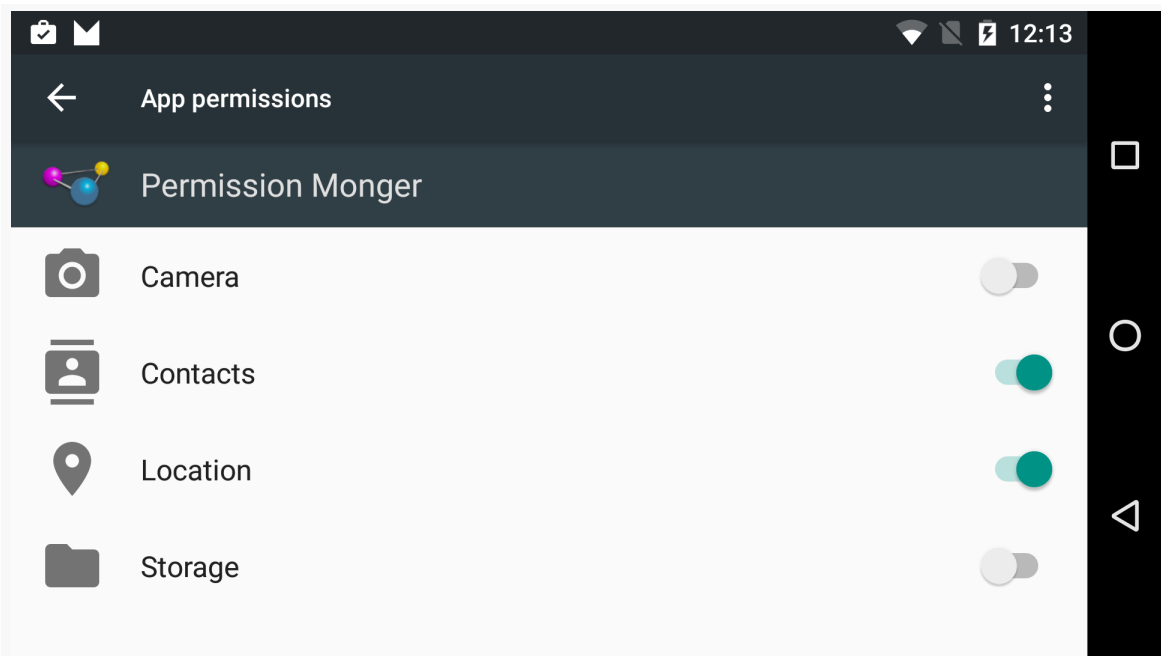 12:13
App permissions
Permission Monger
Camera
Contacts
Location
Storage